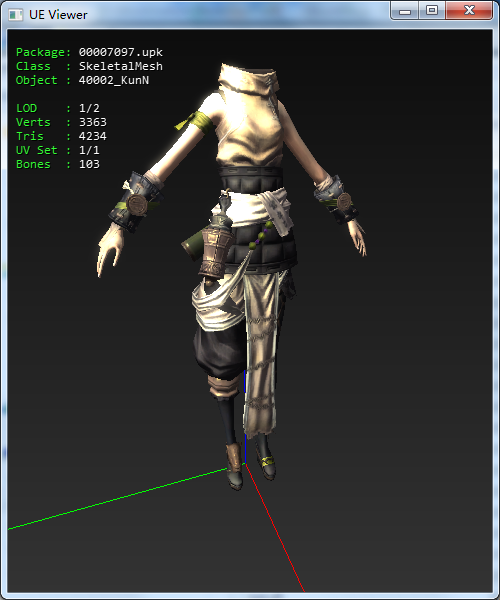 UE Viewer
Package: 00007097.upk
Class  : SkeletalMesh
Object : 40002_KunN
LOD    : 1/2
Verts  : 3363
Tris   : 4234
UV Set : 1/1
Bones  : 103